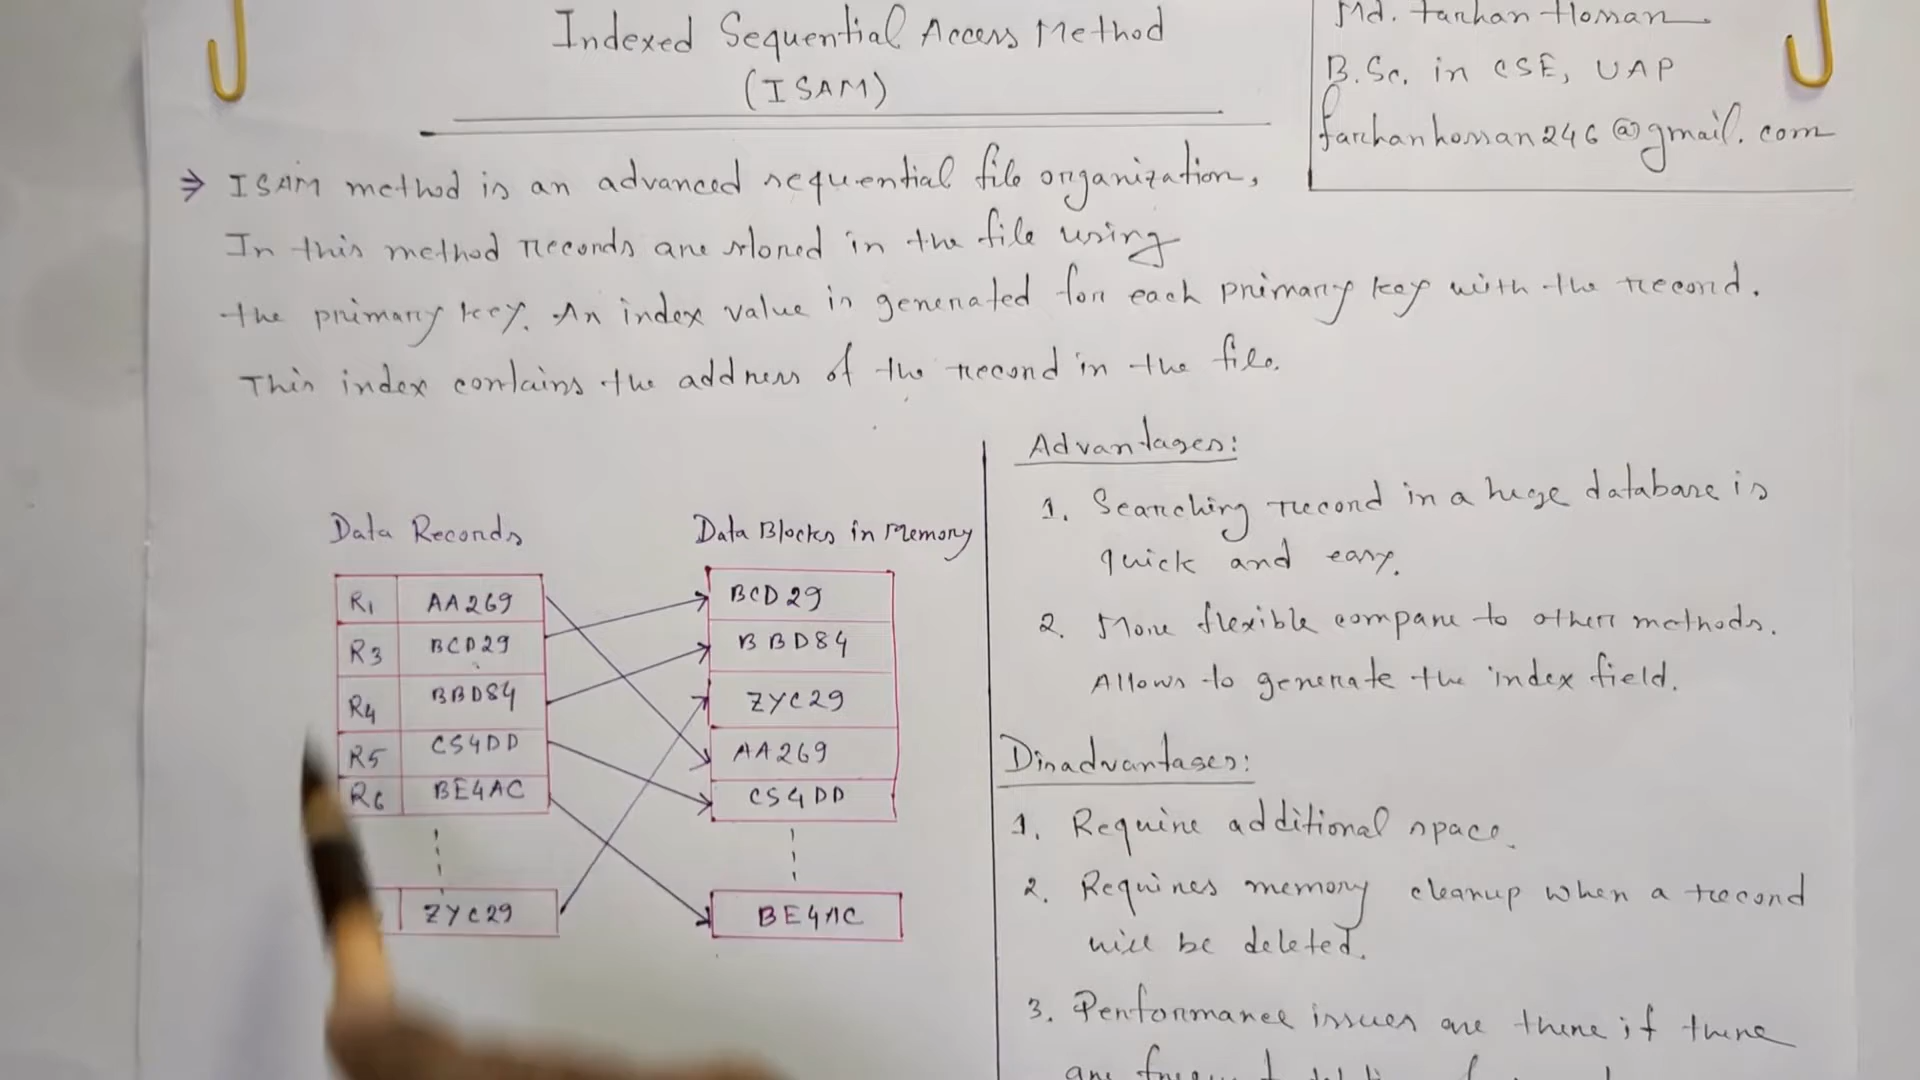 Indexed Sequential Access Method
(ISAM)
Md. Farhan Hossan
B.Sc. in CSE, UAP
farhanhossan246@gmail.com
⇒ ISAM method is an advanced sequential file organization,
In this method records are stored in the file using
the primary key. An index value is generated for each primary key with the record.
This index contains the address of the record in the file.
Data Records
R1 AA269
R3 BCD29
R4 BBD84
R5 CS4DD
R6 BE4AC
ZYC29
Data Blocks in Memory
BCD29
BBD84
ZYC29
AA269
CS4DD
BE4AC
Advantages:
1. Searching record in a huge database is
quick and easy.
2. More flexible compare to other methods.
Allows to generate the index field.
Disadvantages:
1. Require additional space.
2. Requires memory cleanup when a record
will be deleted.
3. Performance issues are there if there
are